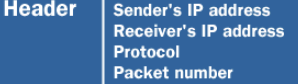 Header
Sender's IP address
Receiver's IP address
Protocol
Packet number